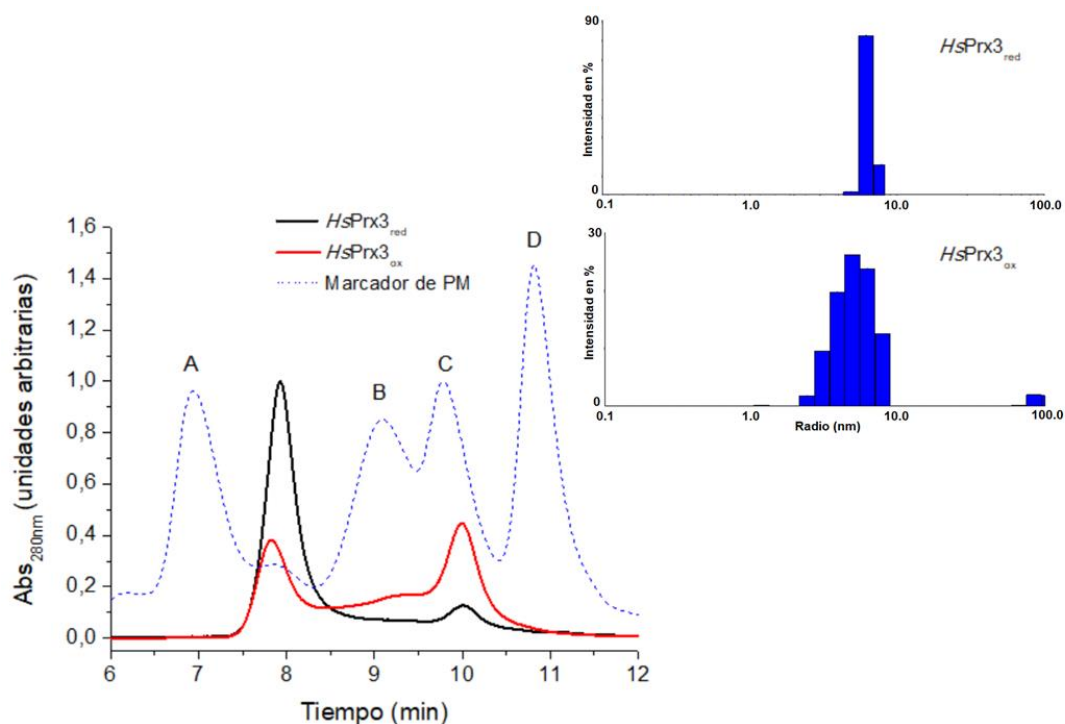 90
Intensidad en %
0
HsPrx3red
0.1 1.0 10.0 100.0
30
Intensidad en %
0
HsPrx3ox
0.1 1.0 10.0 100.0
Radio (nm)
HsPrx3red
HsPrx3ox
Marcador de PM
A
B
C
D
1,6
1,4
1,2
1,0
0,8
0,6
0,4
0,2
0,0
Abs280nm (unidades arbitrarias)
6 7 8 9 10 11 12
Tiempo (min)